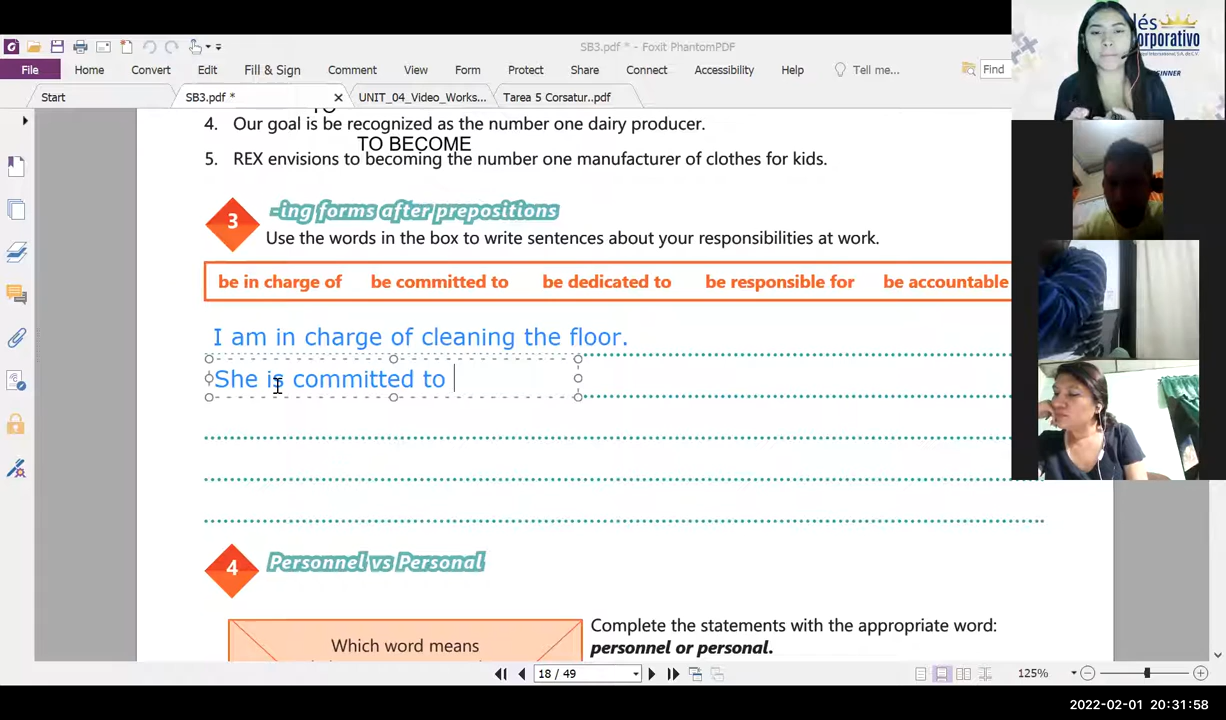 SB3.pdf * - Foxit PhantomPDF
File Home Convert Edit Fill & Sign Comment View Form Protect Share Connect Accessibility Help Tell me... Find
Start SB3.pdf * UNIT_04_Video_Works... Tarea 5 Corsatur..pdf
4. Our goal is be recognized as the number one dairy producer.
TO BECOME
5. REX envisions to becoming the number one manufacturer of clothes for kids.
3 -ing forms after prepositions
Use the words in the box to write sentences about your responsibilities at work.
be in charge of be committed to be dedicated to be responsible for be accountable
I am in charge of cleaning the floor.
She is committed to
4 Personnel vs Personal
Which word means
Complete the statements with the appropriate word:
personnel or personal.
18 / 49
125%
2022-02-01 20:31:58